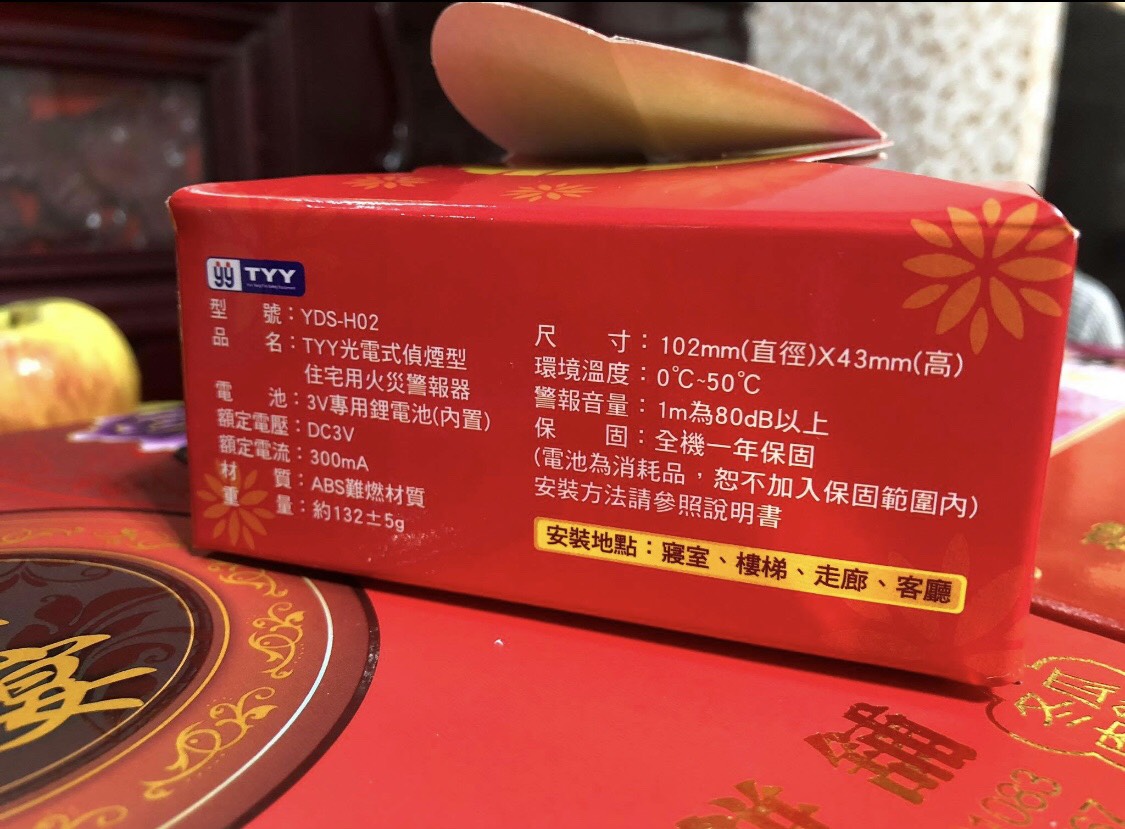 TYY
型 號：YDS-H02
品 名：TYY光電式偵煙型
住宅用火災警報器
電 池：3V專用鋰電池(內置)
額定電壓：DC3V
額定電流：300mA
材 質：ABS難燃材質
重 量：約132±5g
尺 寸：102mm(直徑)X43mm(高)
環境溫度：0℃~50℃
警報音量：1m為80dB以上
保 固：全機一年保固
(電池為消耗品，恕不加入保固範圍內)
安裝方法請參照說明書
安裝地點：寢室、樓梯、走廊、客廳
餅舖
1083